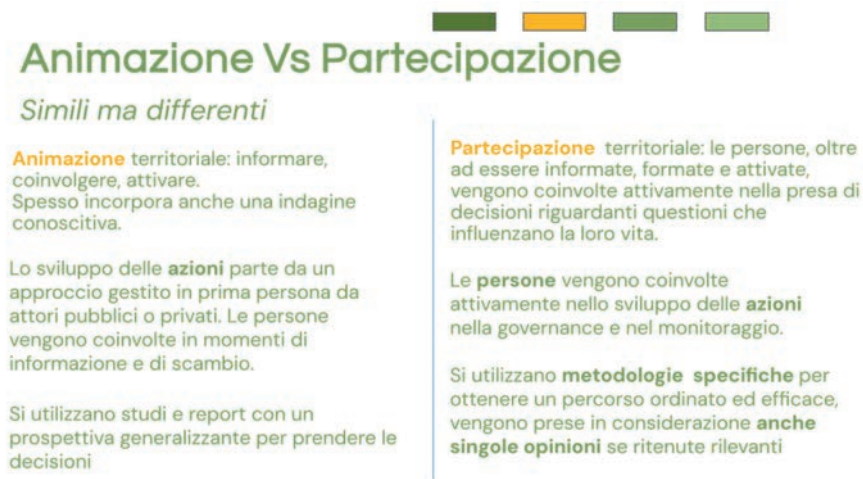 Animazione Vs Partecipazione
Simili ma differenti
Animazione territoriale: informare,
coinvolgere, attivare.
Spesso incorpora anche una indagine
conoscitiva.
Lo sviluppo delle azioni parte da un
approccio gestito in prima persona da
attori pubblici o privati. Le persone
vengono coinvolte in momenti di
informazione e di scambio.
Si utilizzano studi e report con un
prospettiva generalizzante per prendere le
decisioni
Partecipazione territoriale: le persone, oltre
ad essere informate, formate e attivate,
vengono coinvolte attivamente nella presa di
decisioni riguardanti questioni che
influenzano la loro vita.
Le persone vengono coinvolte
attivamente nello sviluppo delle azioni
nella governance e nel monitoraggio.
Si utilizzano metodologie specifiche per
ottenere un percorso ordinato ed efficace,
vengono prese in considerazione anche
singole opinioni se ritenute rilevanti